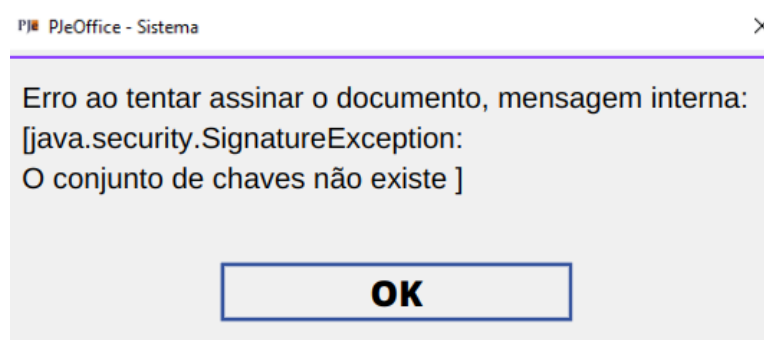 PJe PJeOffice - Sistema
Erro ao tentar assinar o documento, mensagem interna:
[java.security.SignatureException:
O conjunto de chaves não existe ]
OK